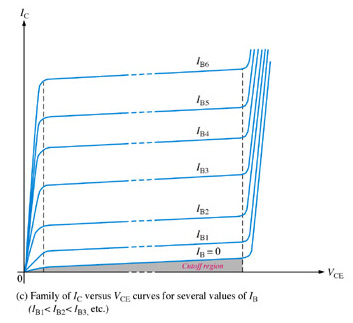 I_C
I_B6
I_B5
I_B4
I_B3
I_B2
I_B1
I_B = 0
Cutoff region
0
V_CE
(c) Family of I_C versus V_CE curves for several values of I_B
(I_B1< I_B2< I_B3, etc.)